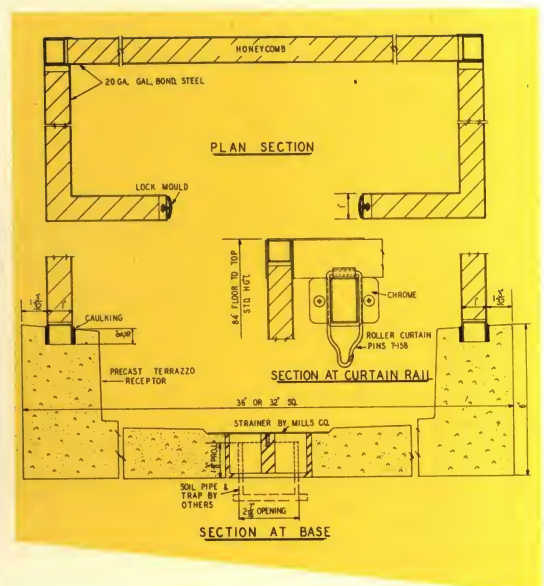 HONEYCOMB
20 GA. GAL. BOND. STEEL
PLAN SECTION
LOCK MOULD
1"
84" FLOOR TO TOP
STD. HGT.
CHROME
CAULKING
ROLLER CURTAIN
PINS T-158
PRECAST TERRAZZO
RECEPTOR
SECTION AT CURTAIN RAIL
36" OR 32" SQ.
STRAINER BY MILLS CO.
SOIL PIPE &
TRAP BY
OTHERS
OPENING
SECTION AT BASE